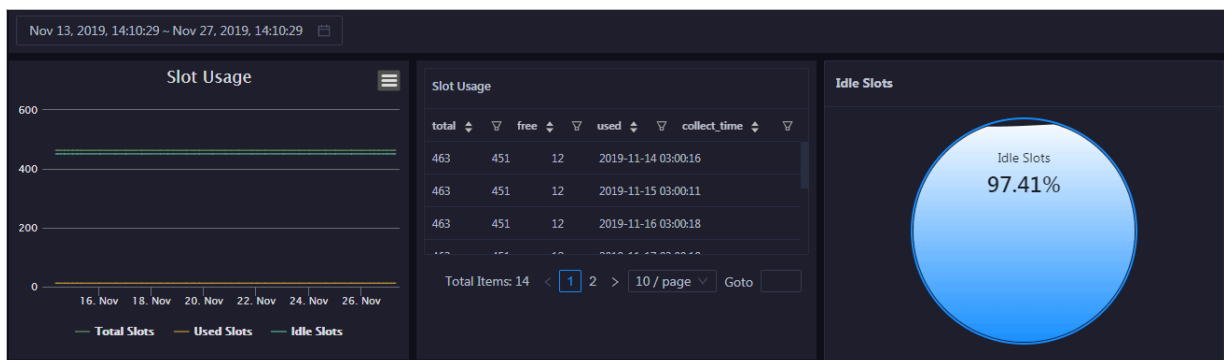 Nov 13, 2019, 14:10:29 ~ Nov 27, 2019, 14:10:29
Slot Usage
600
400
200
0
16. Nov 18. Nov 20. Nov 22. Nov 24. Nov 26. Nov
Total Slots Used Slots Idle Slots
Slot Usage
total free used collect_time
463 451 12 2019-11-14 03:00:16
463 451 12 2019-11-15 03:00:11
463 451 12 2019-11-16 03:00:18
Total Items: 14 < 1 2 > 10 / page Goto
Idle Slots
Idle Slots
97.41%